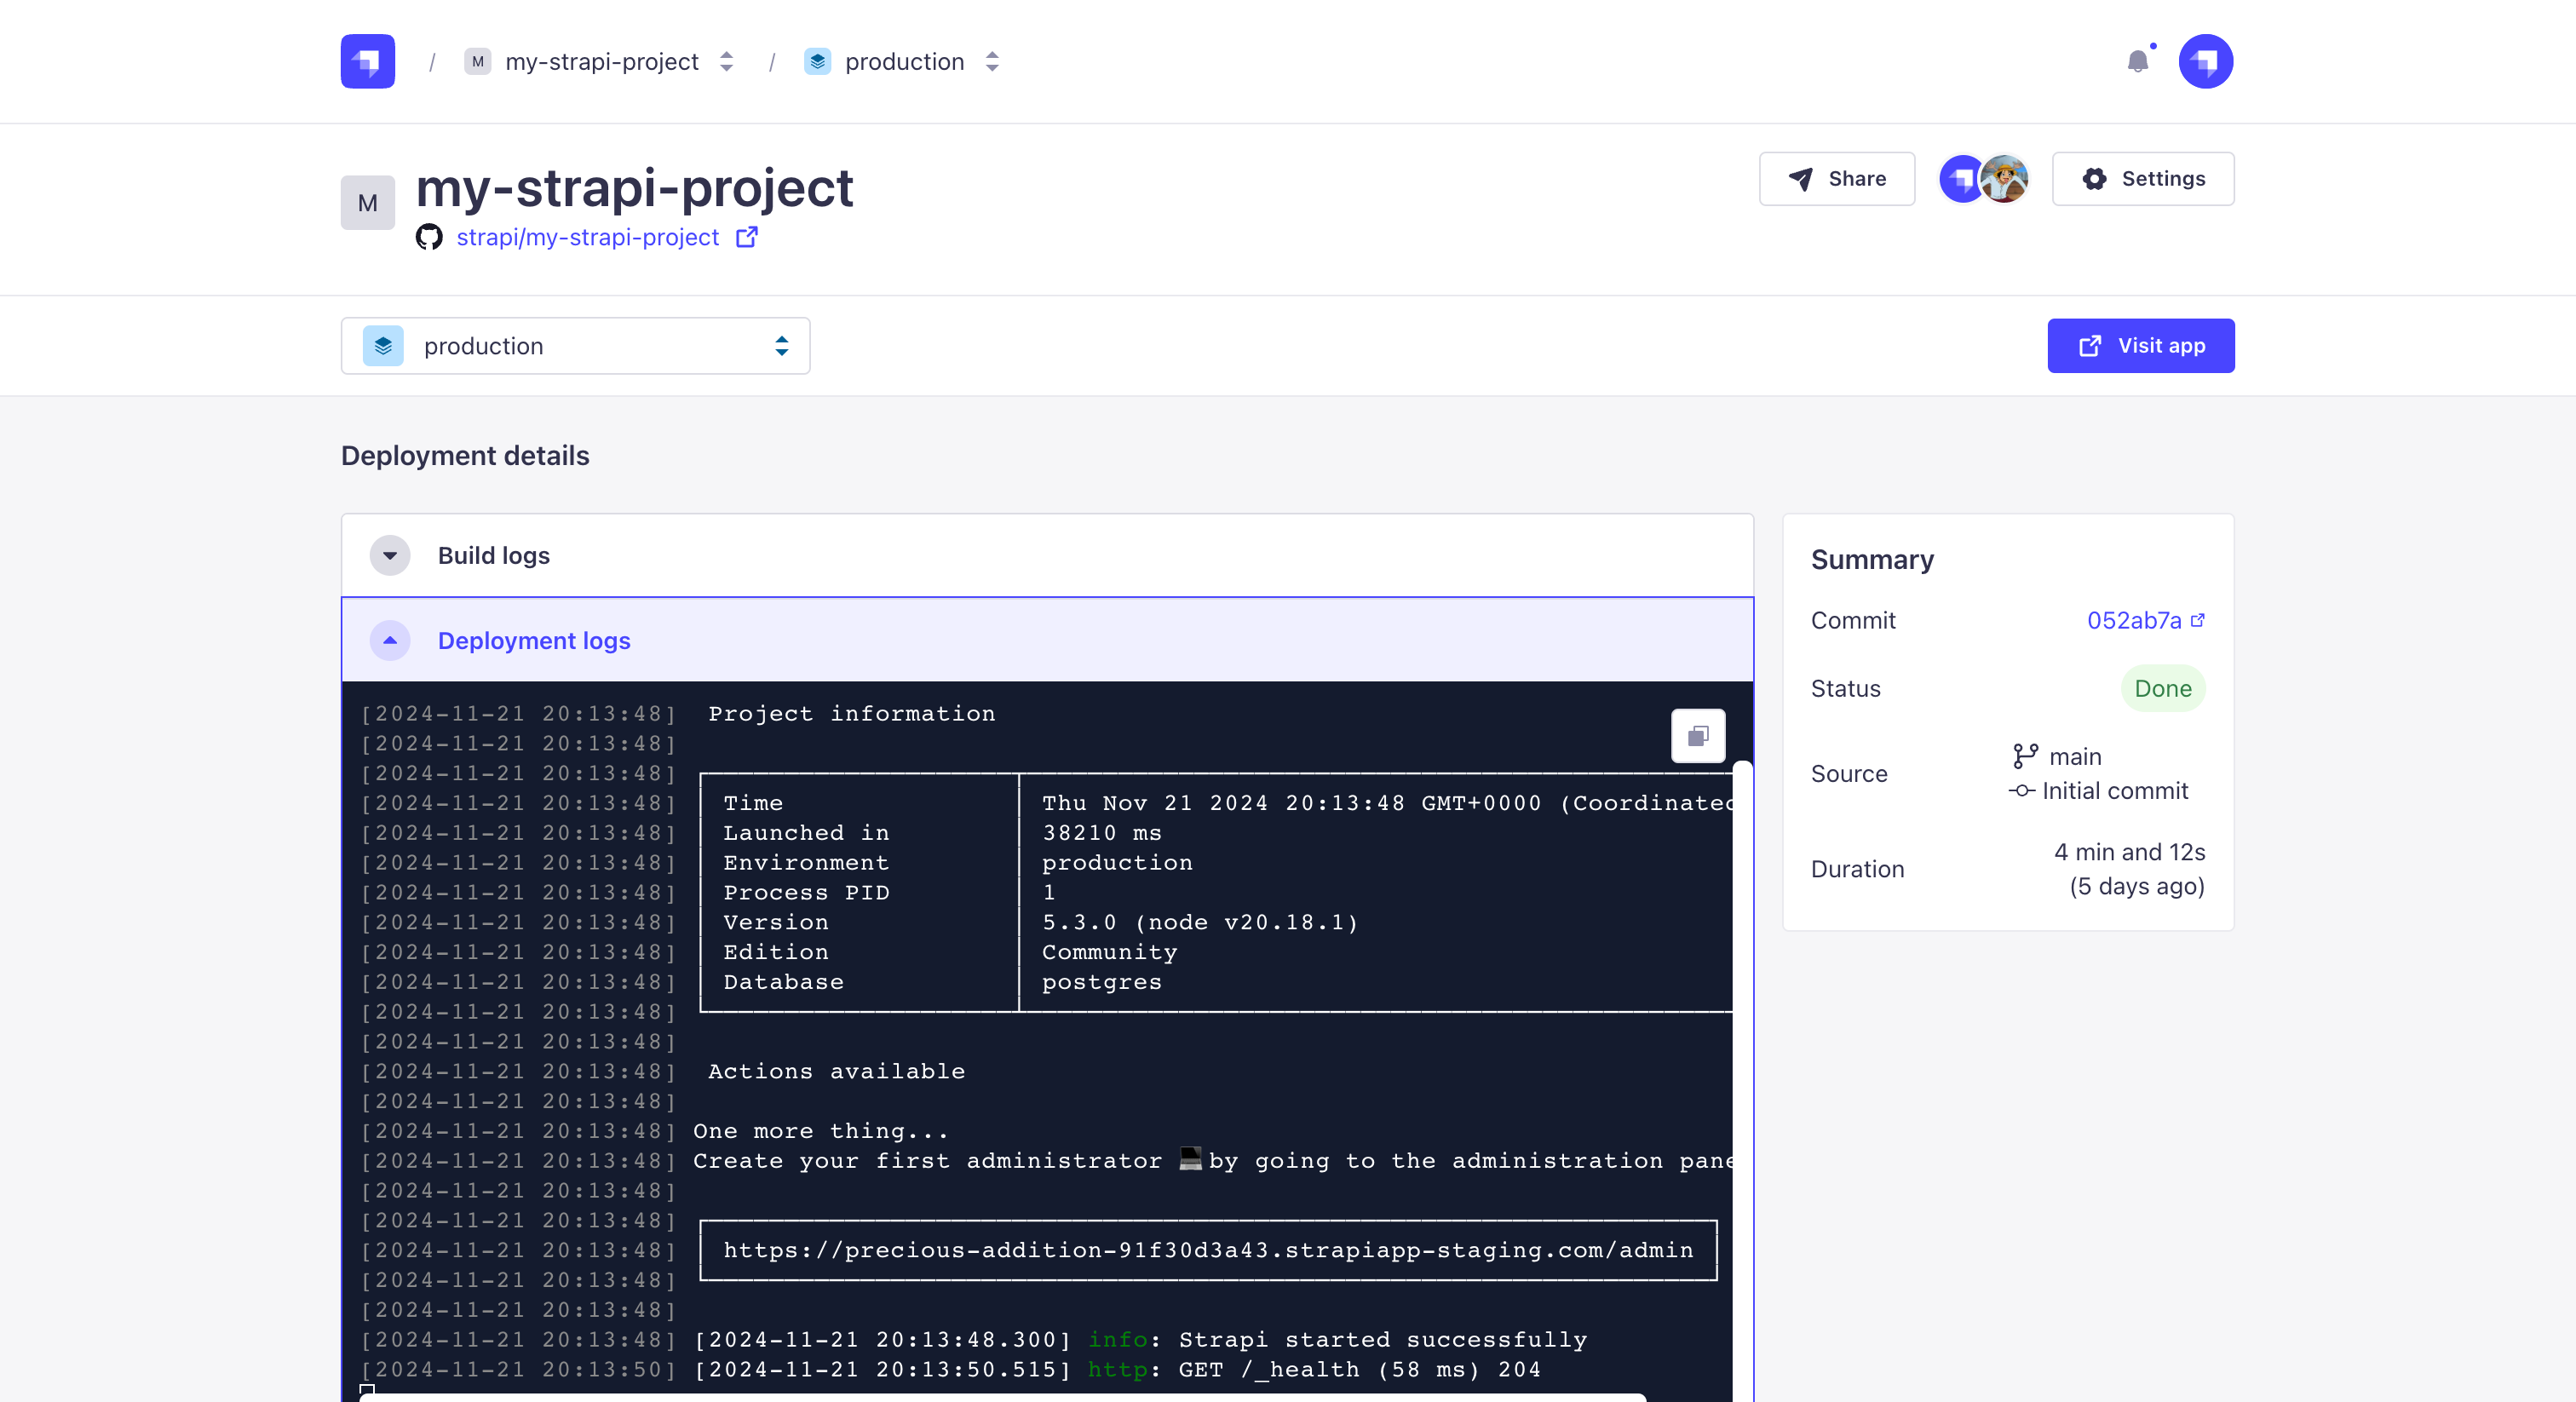 / M my-strapi-project / production
M my-strapi-project
strapi/my-strapi-project
Share
Settings
production
Visit app
Deployment details
Build logs
Deployment logs
[2024-11-21 20:13:48] Project information
[2024-11-21 20:13:48]
[2024-11-21 20:13:48]
[2024-11-21 20:13:48] Time Thu Nov 21 2024 20:13:48 GMT+0000 (Coordinated
[2024-11-21 20:13:48] Launched in 38210 ms
[2024-11-21 20:13:48] Environment production
[2024-11-21 20:13:48] Process PID 1
[2024-11-21 20:13:48] Version 5.3.0 (node v20.18.1)
[2024-11-21 20:13:48] Edition Community
[2024-11-21 20:13:48] Database postgres
[2024-11-21 20:13:48]
[2024-11-21 20:13:48]
[2024-11-21 20:13:48] Actions available
[2024-11-21 20:13:48]
[2024-11-21 20:13:48] One more thing...
[2024-11-21 20:13:48] Create your first administrator 💻 by going to the administration pane
[2024-11-21 20:13:48]
[2024-11-21 20:13:48]
[2024-11-21 20:13:48] https://precious-addition-91f30d3a43.strapiapp-staging.com/admin
[2024-11-21 20:13:48]
[2024-11-21 20:13:48]
[2024-11-21 20:13:48] [2024-11-21 20:13:48.300] info: Strapi started successfully
[2024-11-21 20:13:50] [2024-11-21 20:13:50.515] http: GET /_health (58 ms) 204
Summary
Commit 052ab7a
Status Done
Source main
Initial commit
Duration 4 min and 12s
(5 days ago)